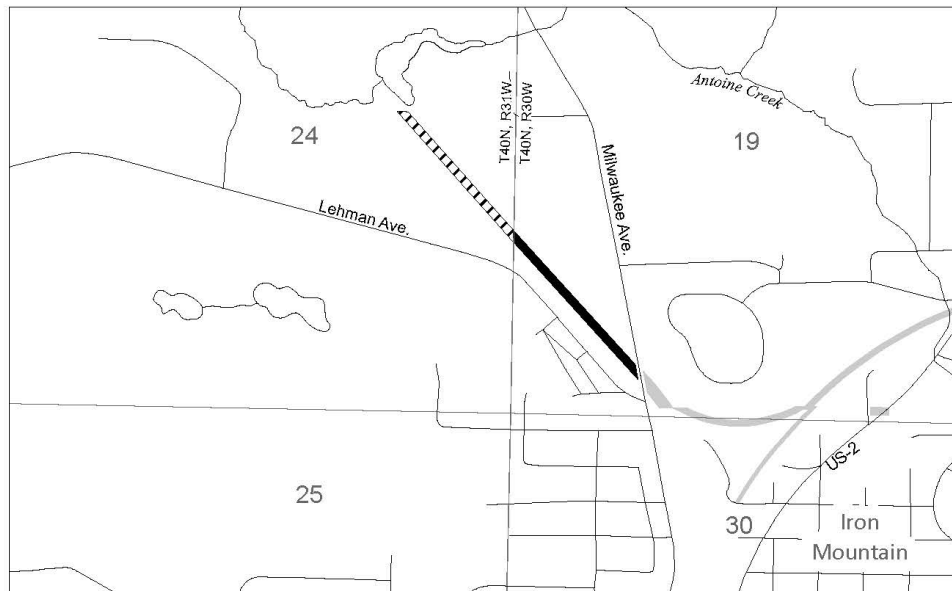 Antoine Creek
24
19
T40N, R31W
T40N, R30W
Milwaukee Ave.
Lehman Ave.
US-2
25
30
Iron
Mountain